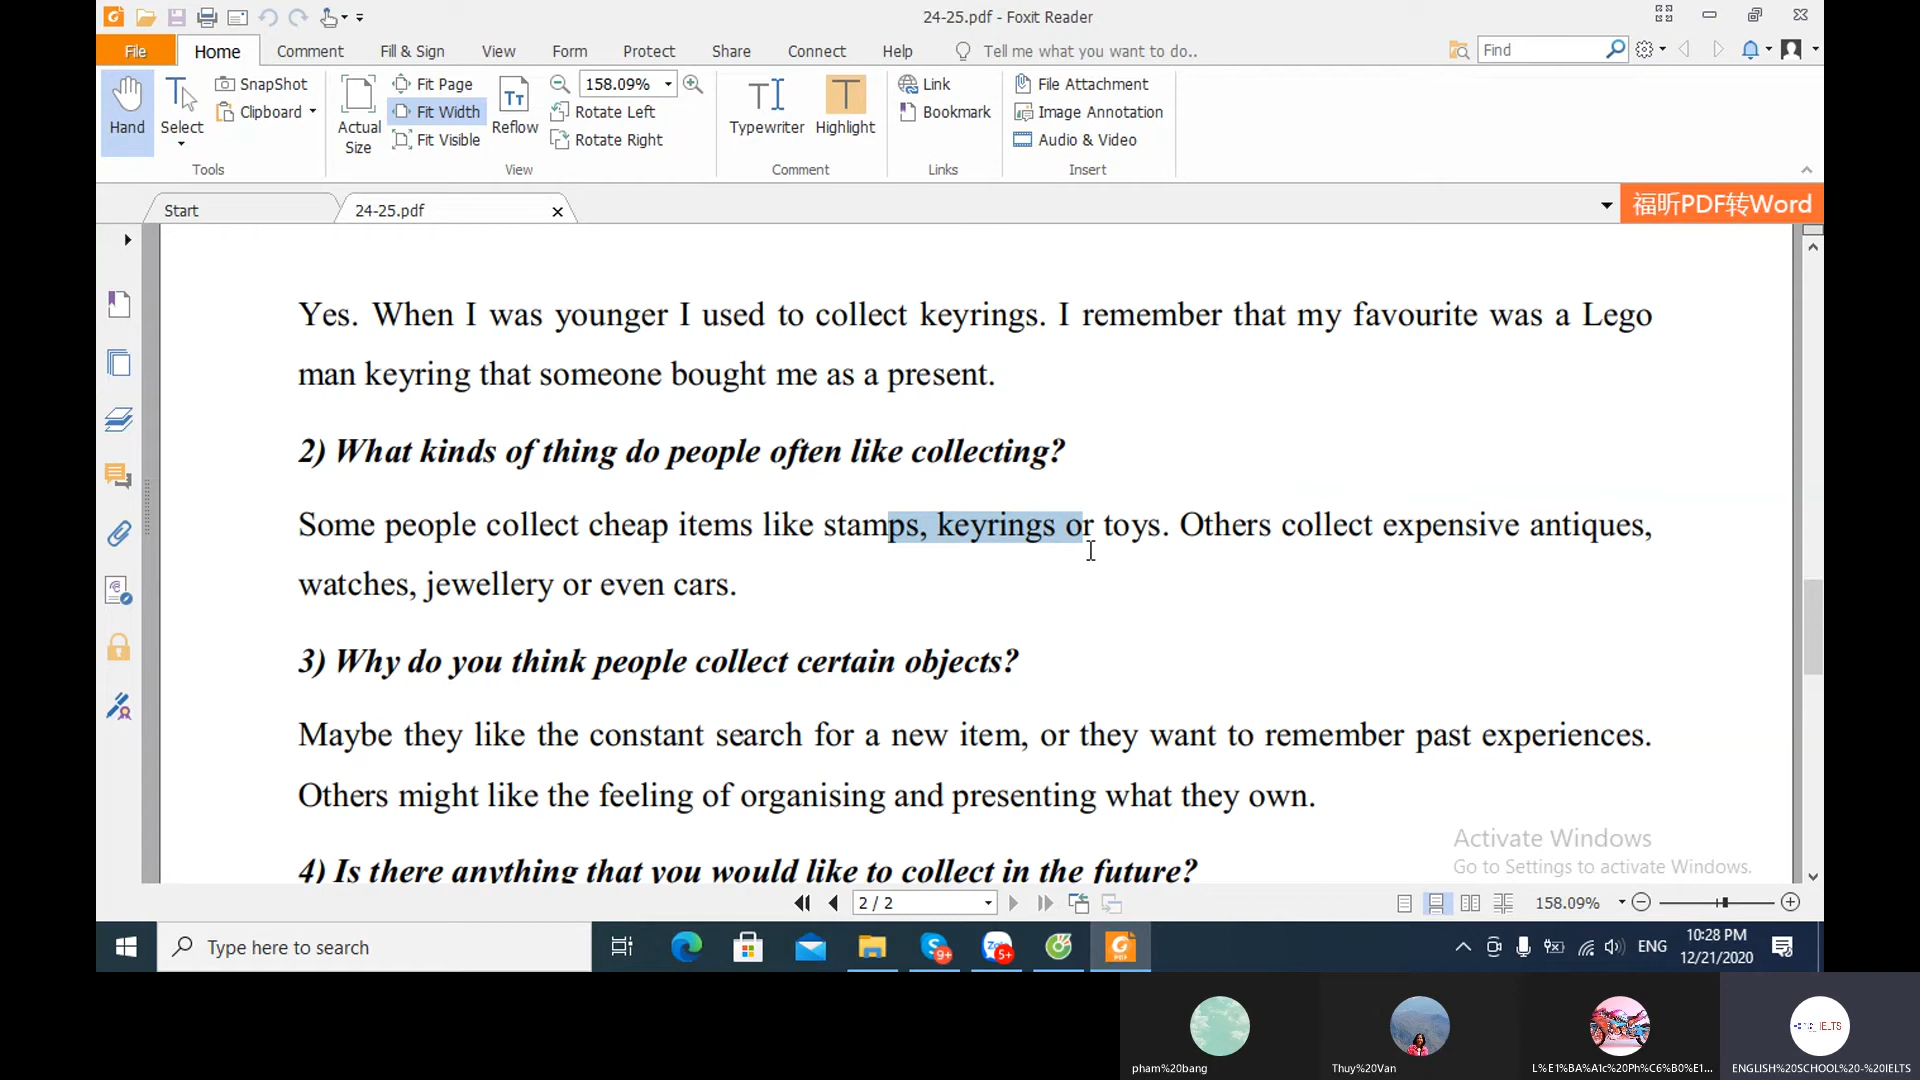 24-25.pdf - Foxit Reader
File Home Comment Fill & Sign View Form Protect Share Connect Help Tell me what you want to do.. Find
Hand
Select
SnapShot
Clipboard
Tools
Actual Size
Fit Page
Fit Width
Fit Visible
Reflow
158.09%
Rotate Left
Rotate Right
View
Typewriter
Highlight
Comment
Link
Bookmark
Links
File Attachment
Image Annotation
Audio & Video
Insert
Start
24-25.pdf
福昕PDF转Word
Yes. When I was younger I used to collect keyrings. I remember that my favourite was a Lego
man keyring that someone bought me as a present.
2) What kinds of thing do people often like collecting?
Some people collect cheap items like stamps, keyrings or toys. Others collect expensive antiques,
watches, jewellery or even cars.
3) Why do you think people collect certain objects?
Maybe they like the constant search for a new item, or they want to remember past experiences.
Others might like the feeling of organising and presenting what they own.
4) Is there anything that you would like to collect in the future?
Activate Windows
Go to Settings to activate Windows.
2 / 2
158.09%
Type here to search
9+
5+
ENG
10:28 PM
12/21/2020
pham%20bang
Thuy%20Van
L%E1%BA%A1c%20Ph%C6%B0%E1...
ENGLISH%20SCHOOL%20-%20IELTS